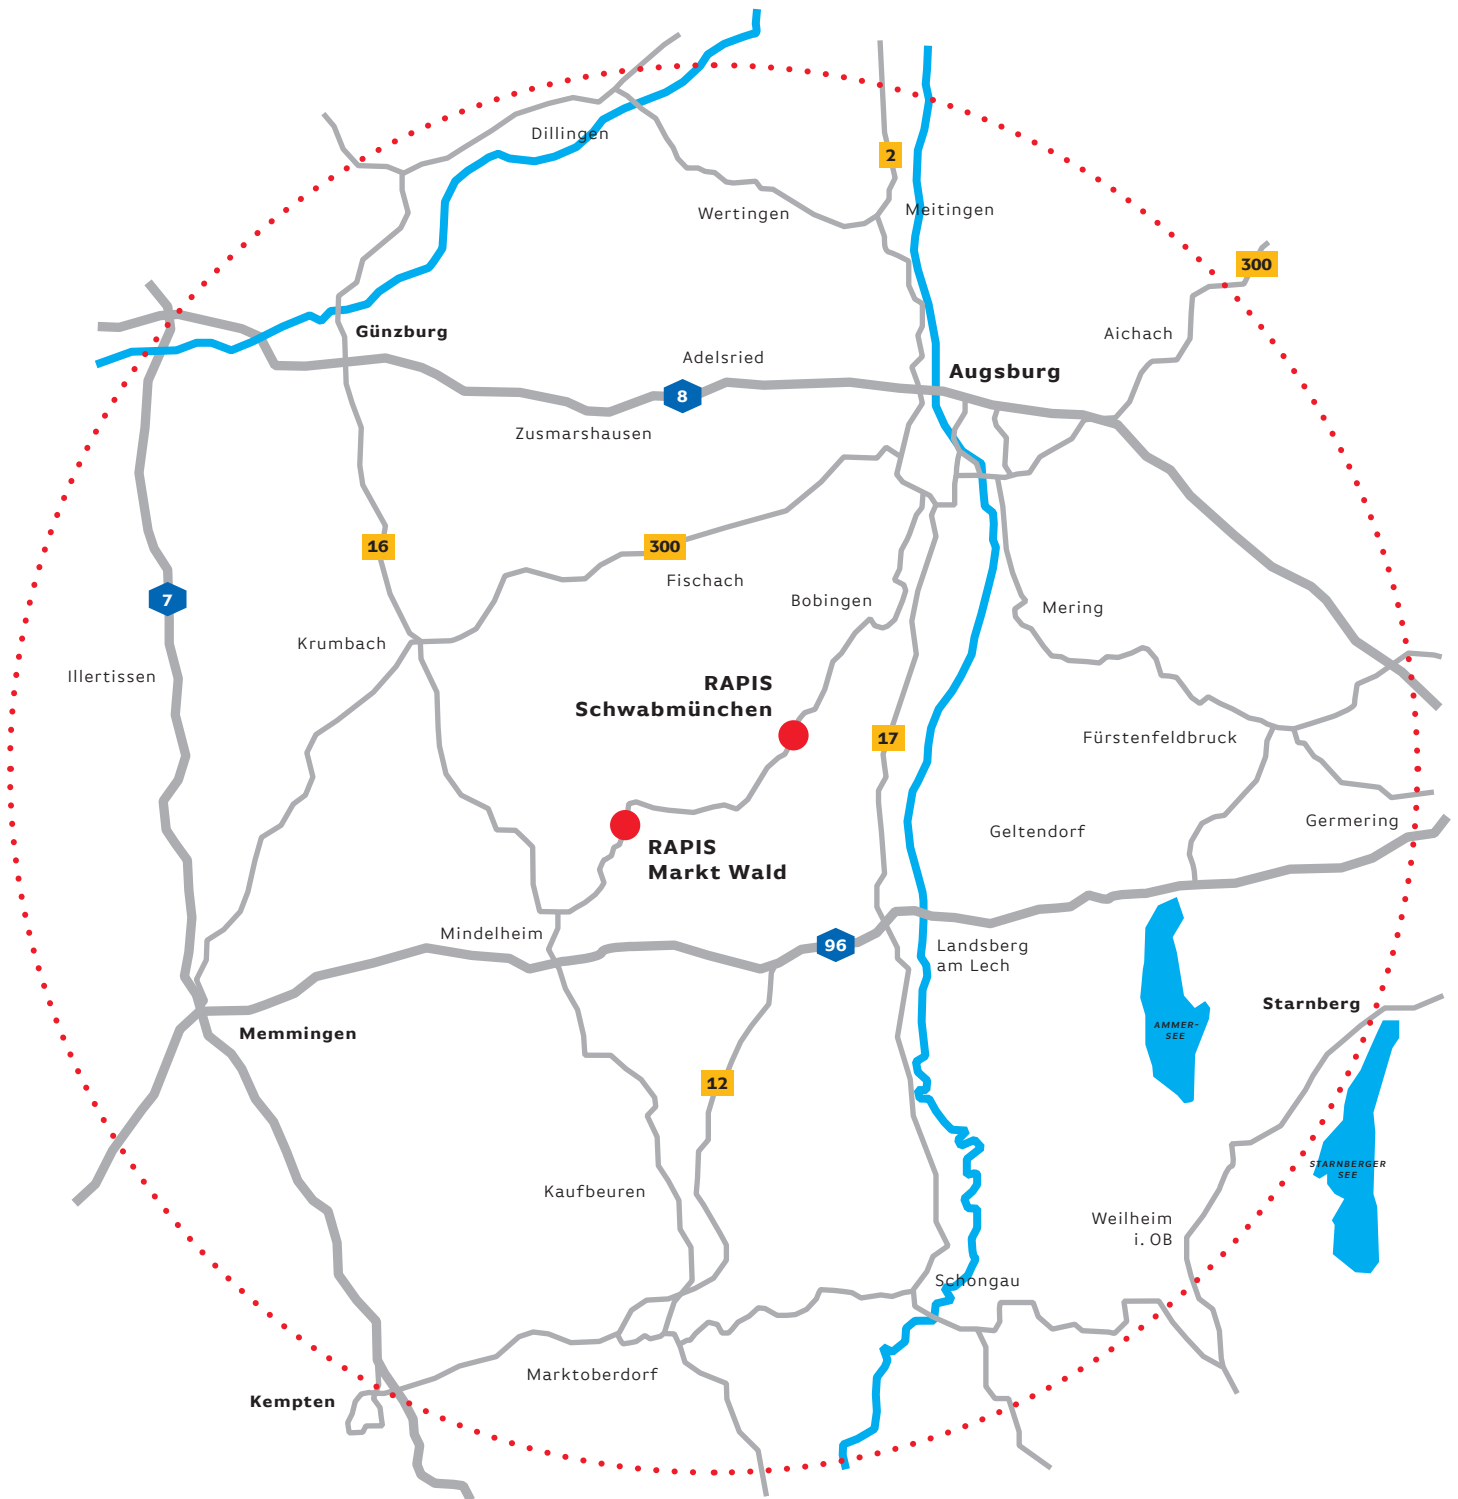 Dillingen
2
Wertingen
Meitingen
300
Günzburg
Aichach
Adelsried
Augsburg
8
Zusmarshausen
16
300
Fischach
7
Bobingen
Mering
Krumbach
Illertissen
RAPIS
Schwabmünchen
17
Fürstenfeldbruck
Germering
Geltendorf
RAPIS
Markt Wald
Mindelheim
96
Landsberg
am Lech
Starnberg
AMMER-
SEE
Memmingen
12
STARNBERGER
SEE
Kaufbeuren
Weilheim
i. OB
Schongau
Marktoberdorf
Kempten